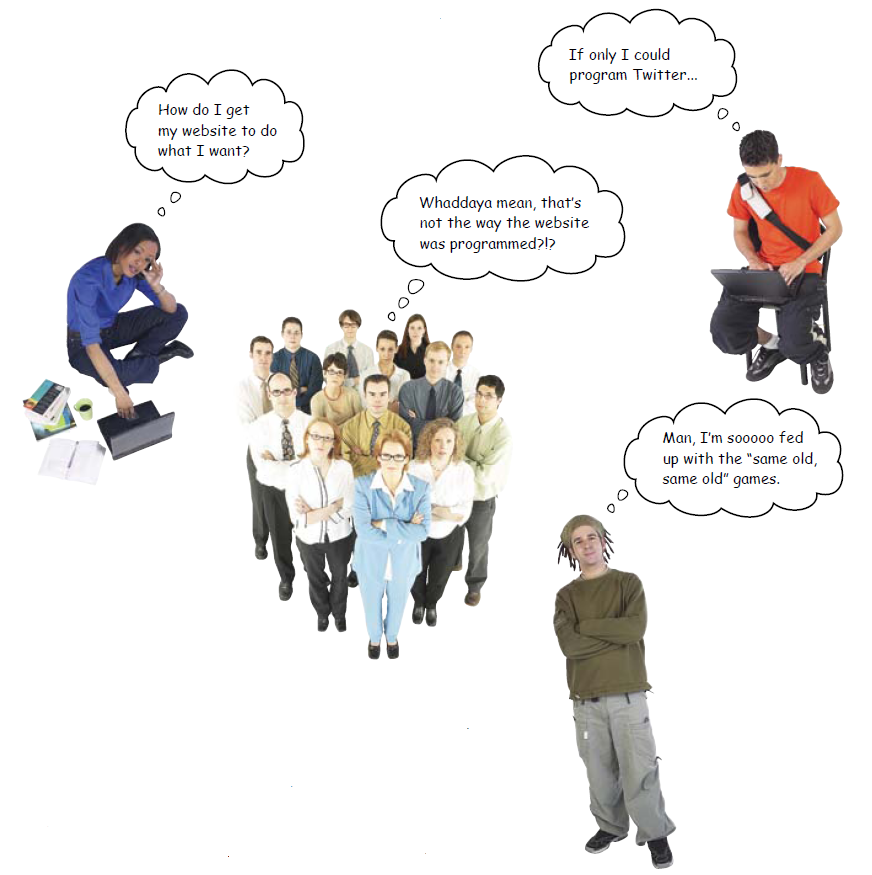 If only I could
program Twitter...
How do I get
my website to do
what I want?
Whaddaya mean, that's
not the way the website
was programmed?!?
Man, I'm sooooo fed
up with the “same old,
same old” games.